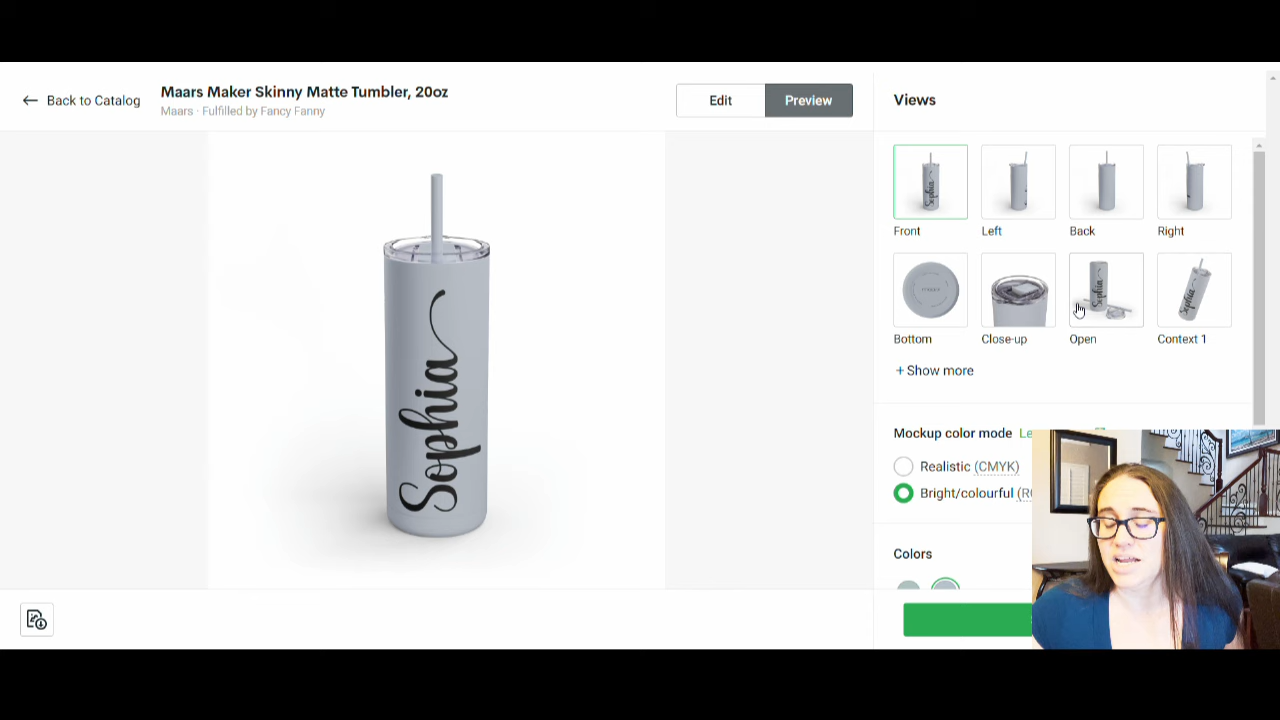 Back to Catalog
Maars Maker Skinny Matte Tumbler, 20oz
Maars · Fulfilled by Fancy Fanny
Edit
Preview
Sophia
Views
Front
Left
Back
Right
Bottom
Close-up
Open
Context 1
+ Show more
Mockup color mode Le
Realistic (CMYK)
Bright/colourful (R
Colors